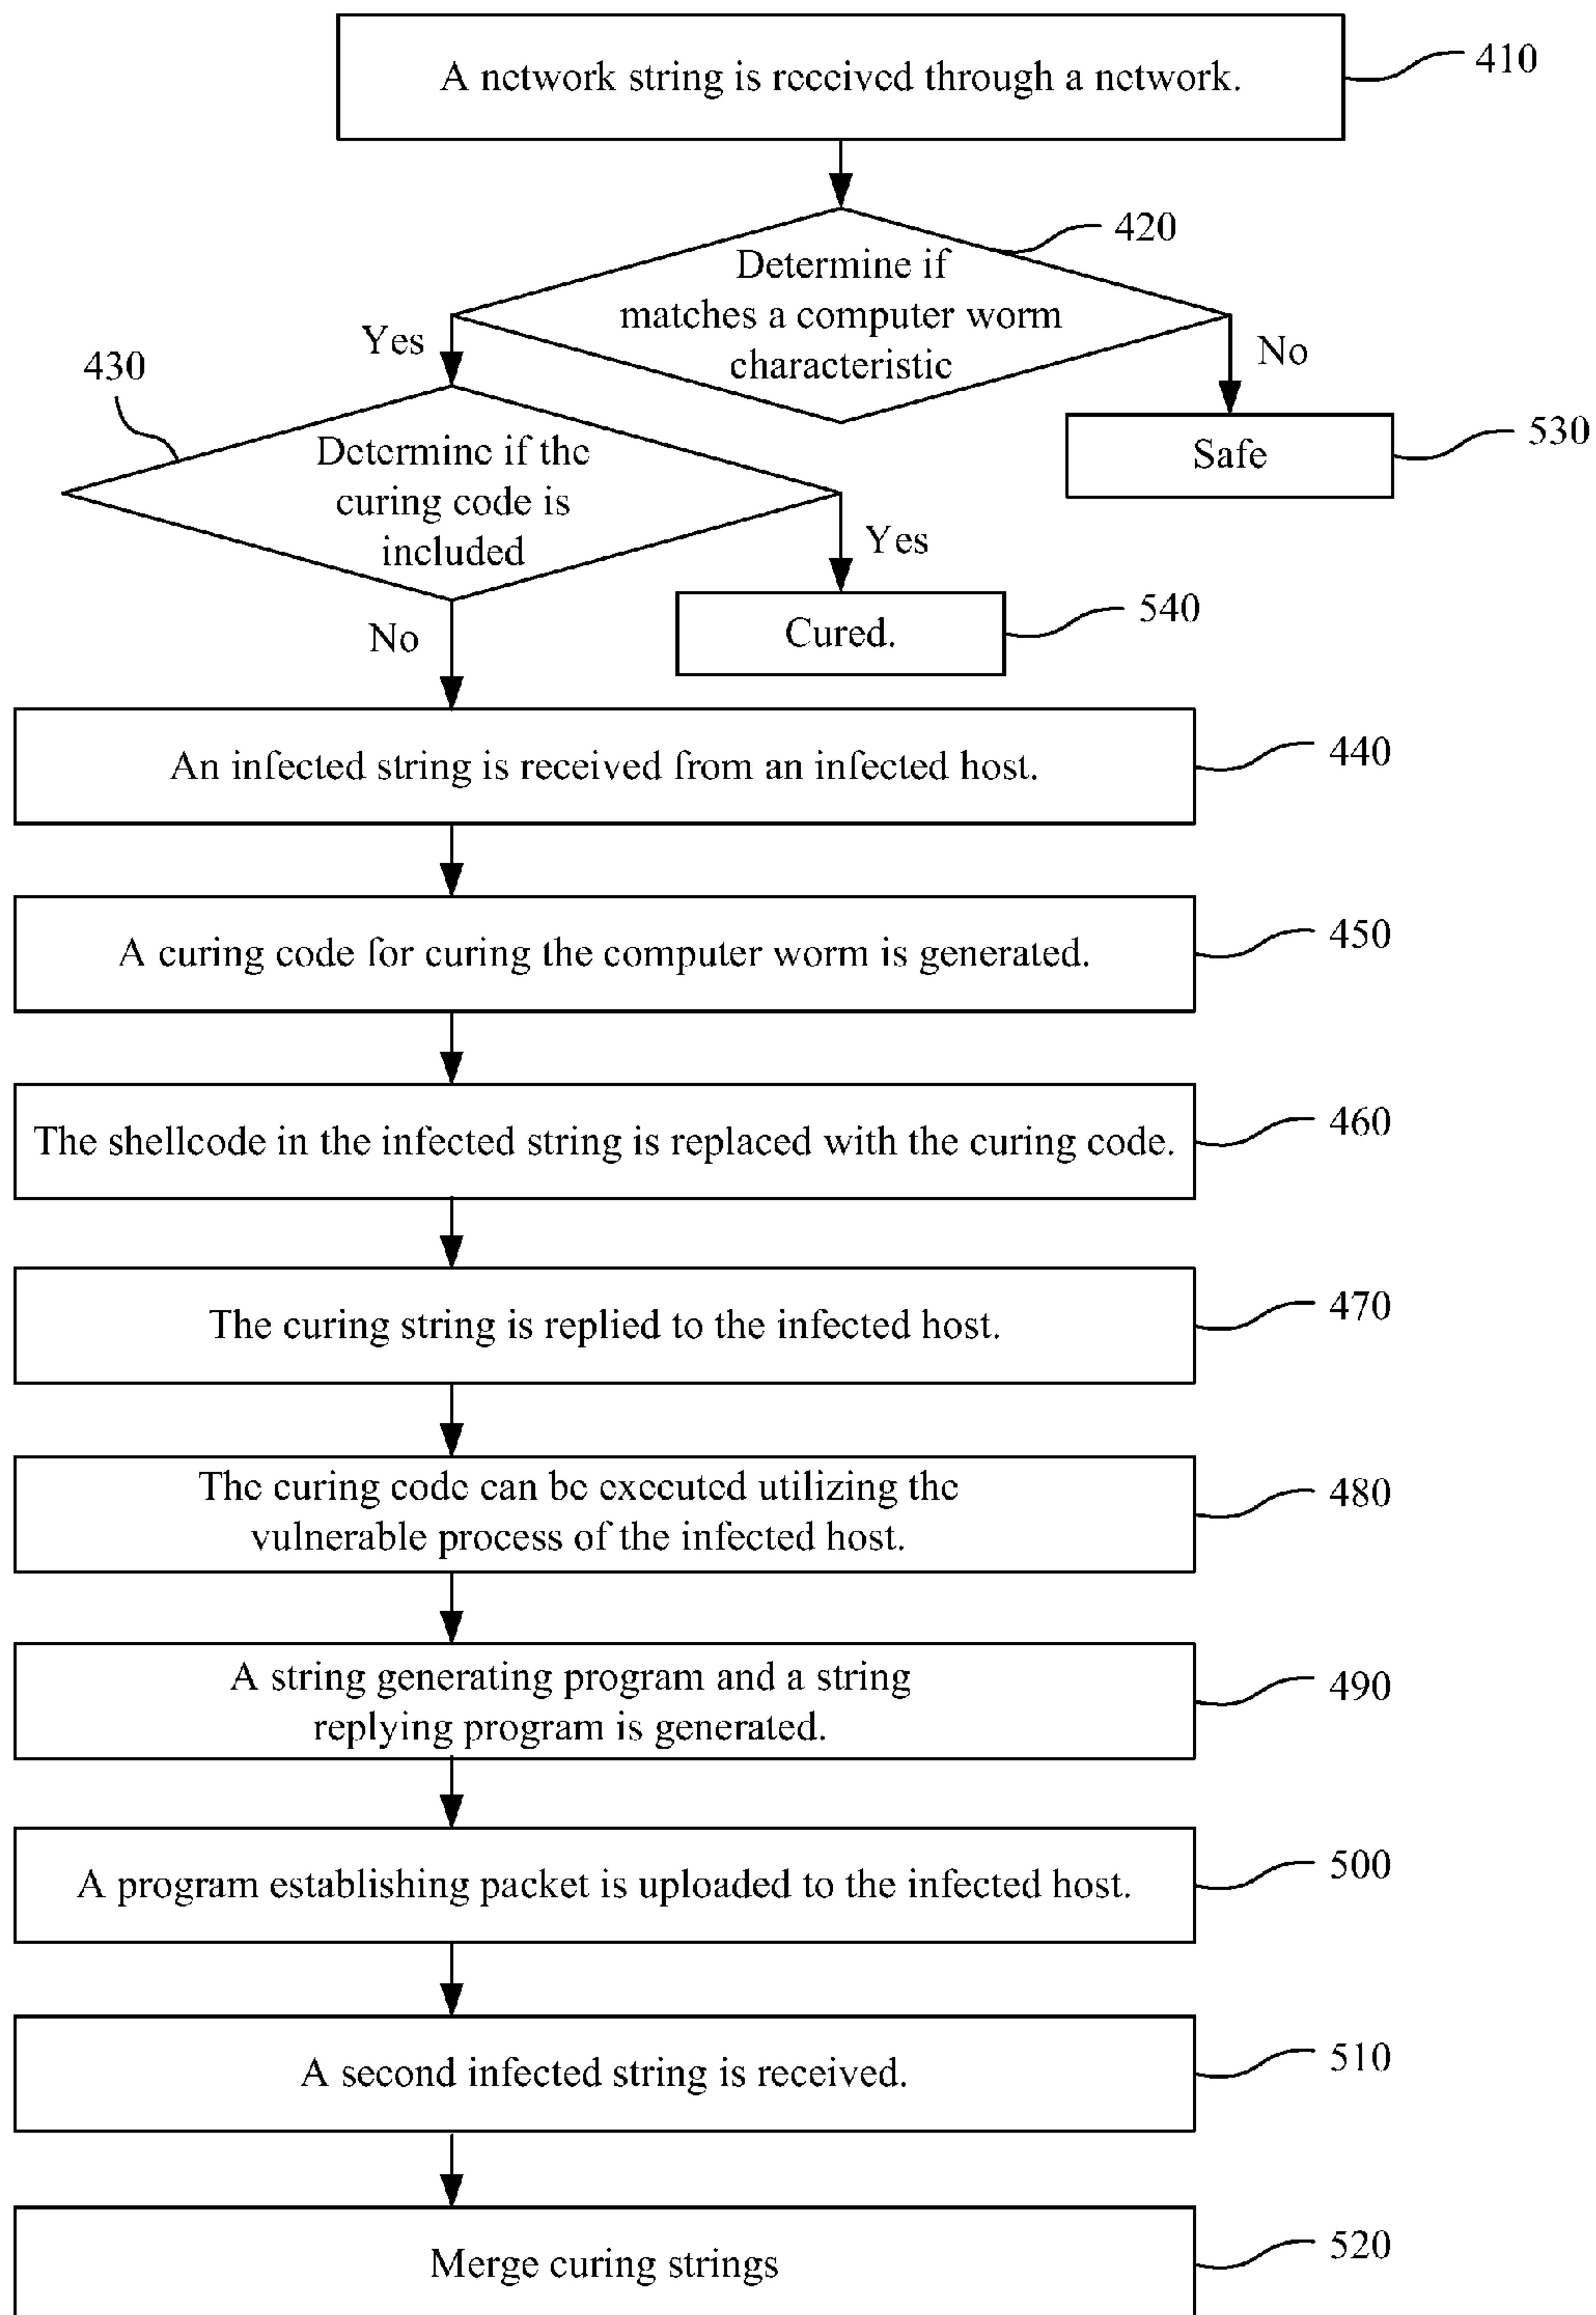 A network string is received through a network.
410
420
Determine if
matches a computer worm
characteristic
Yes
No
430
Determine if the
curing code is
included
Safe
530
Yes
Cured.
540
No
An infected string is received from an infected host.
440
A curing code for curing the computer worm is generated.
450
The shellcode in the infected string is replaced with the curing code.
460
The curing string is replied to the infected host.
470
The curing code can be executed utilizing the
vulnerable process of the infected host.
480
A string generating program and a string
replying program is generated.
490
A program establishing packet is uploaded to the infected host.
500
A second infected string is received.
510
Merge curing strings
520